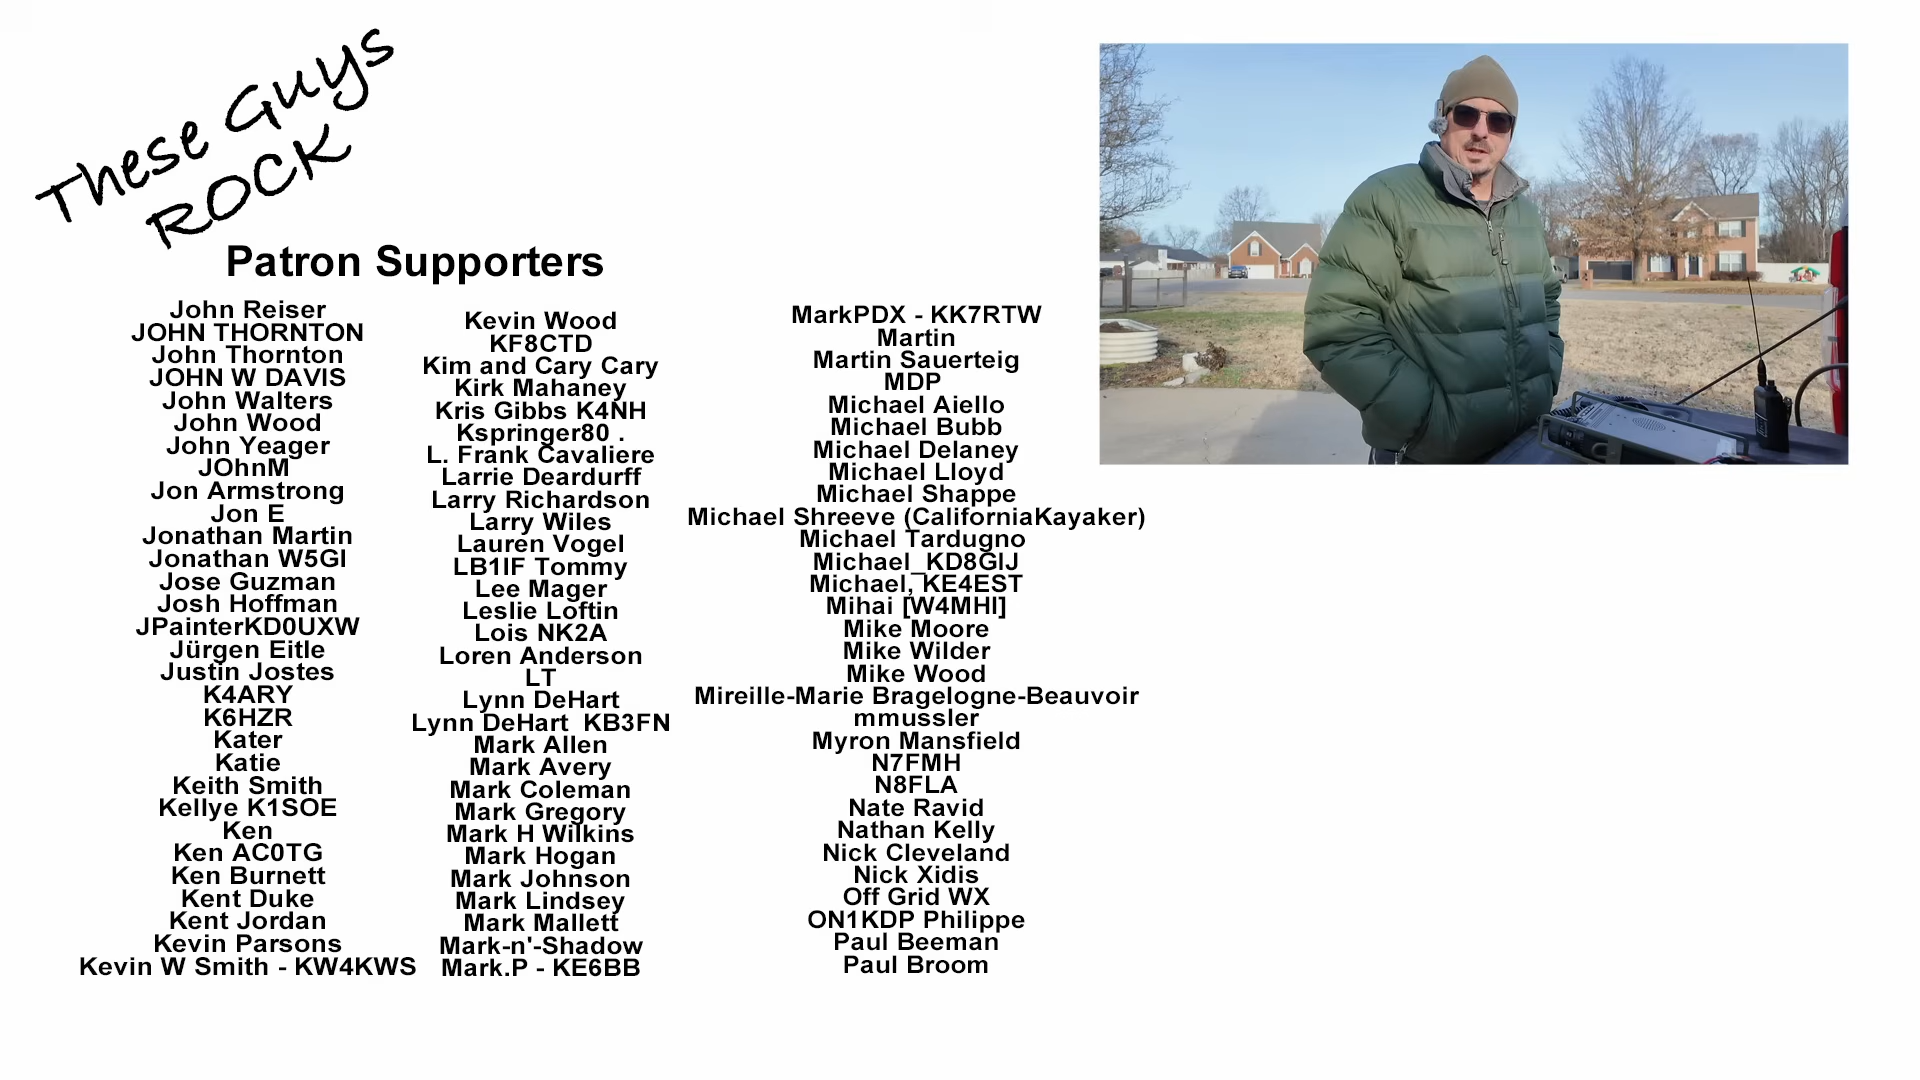 These Guys
ROCK
Patron Supporters
John Reiser
JOHN THORNTON
John Thornton
JOHN W DAVIS
John Walters
John Wood
John Yeager
JOhnM
Jon Armstrong
Jon E
Jonathan Martin
Jonathan W5GI
Jose Guzman
Josh Hoffman
JPainterKD0UXW
Jürgen Eitle
Justin Jostes
K4ARY
K6HZR
Kater
Katie
Keith Smith
Kellye K1SOE
Ken
Ken AC0TG
Ken Burnett
Kent Duke
Kent Jordan
Kevin Parsons
Kevin W Smith - KW4KWS
Kevin Wood
KF8CTD
Kim and Cary Cary
Kirk Mahaney
Kris Gibbs K4NH
Kspringer80 .
L. Frank Cavaliere
Larrie Deardurff
Larry Richardson
Larry Wiles
Lauren Vogel
LB1IF Tommy
Lee Mager
Leslie Loftin
Lois NK2A
Loren Anderson
LT
Lynn DeHart
Lynn DeHart  KB3FN
Mark Allen
Mark Avery
Mark Coleman
Mark Gregory
Mark H Wilkins
Mark Hogan
Mark Johnson
Mark Lindsey
Mark Mallett
Mark-n'-Shadow
Mark.P - KE6BB
MarkPDX - KK7RTW
Martin
Martin Sauerteig
MDP
Michael Aiello
Michael Bubb
Michael Delaney
Michael Lloyd
Michael Shappe
Michael Shreeve (CaliforniaKayaker)
Michael Tardugno
Michael_KD8GIJ
Michael, KE4EST
Mihai [W4MHI]
Mike Moore
Mike Wilder
Mike Wood
Mireille-Marie Bragelogne-Beauvoir
mmussler
Myron Mansfield
N7FMH
N8FLA
Nate Ravid
Nathan Kelly
Nick Cleveland
Nick Xidis
Off Grid WX
ON1KDP Philippe
Paul Beeman
Paul Broom